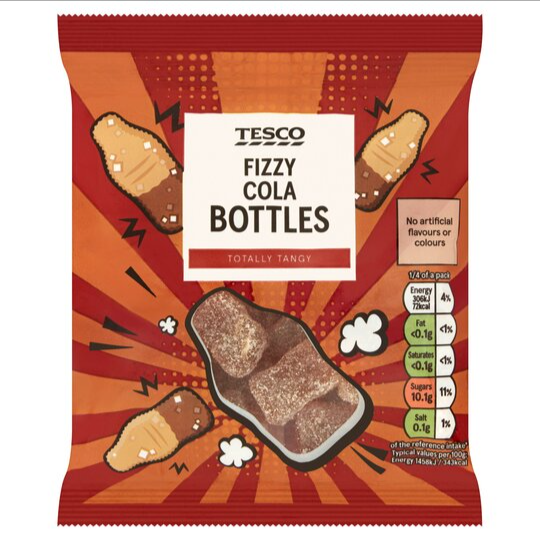 TESCO
FIZZY
COLA
BOTTLES
TOTALLY TANGY
No artificial
flavours or
colours
1/4 of a pack
Energy
306kJ
72kcal
4%
Fat
<0.1g
<1%
Saturates
<0.1g
<1%
Sugars
10.1g
11%
Salt
0.1g
1%
of the reference intake*
Typical values per 100g:
Energy 1456kJ / 343kcal